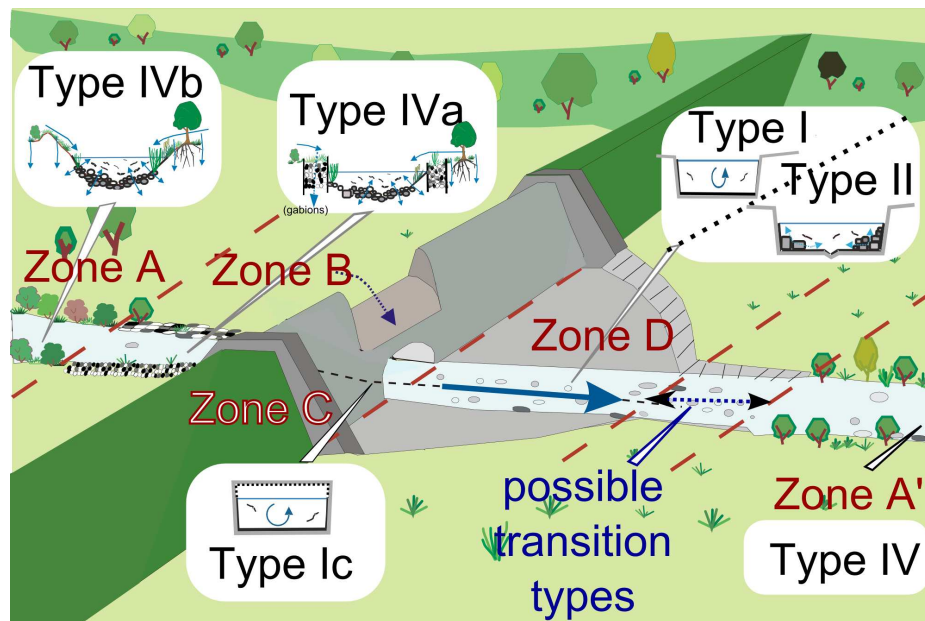 Type IVb
Type IVa
(gabions)
Type I
Type II
Zone A
Zone B
Zone D
Zone C
Type Ic
possible
transition
types
Zone A'
Type IV